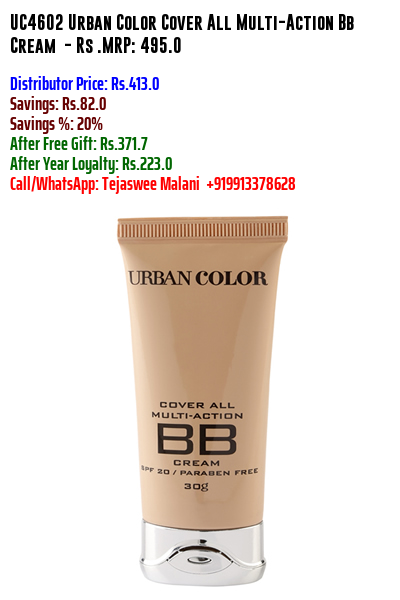 UC4602 Urban Color Cover All Multi-Action Bb
Cream - Rs .MRP: 495.0
Distributor Price: Rs.413.0
Savings: Rs.82.0
Savings %: 20%
After Free Gift: Rs.371.7
After Year Loyalty: Rs.223.0
Call/WhatsApp: Tejaswee Malani +919913378628
URBAN COLOR
COVER ALL
MULTI-ACTION
BB
CREAM
SPF 20 / PARABEN FREE
30g